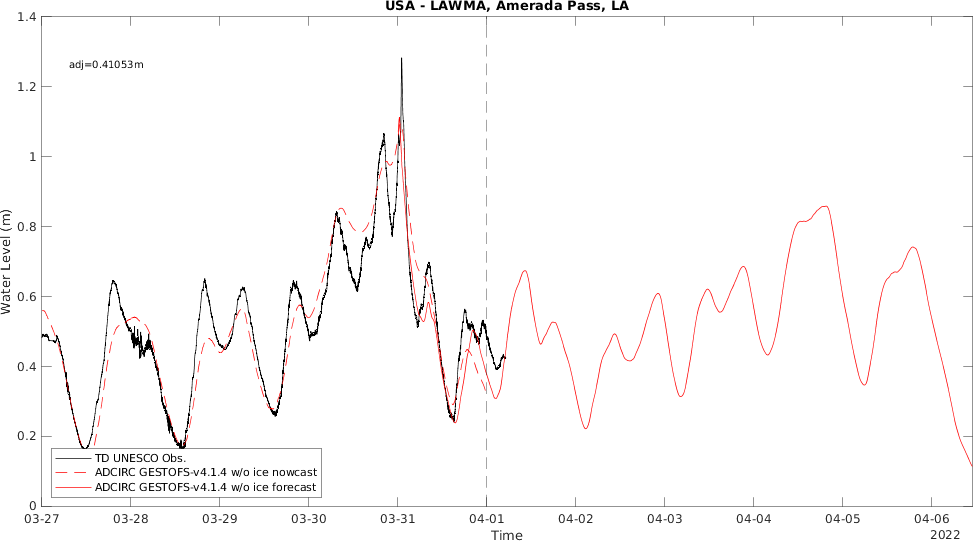 USA - LAWMA, Amerada Pass, LA
1.4
adj=0.41053m
1.2
1
0.8
Water Level (m)
0.6
0.4
0.2
TD UNESCO Obs.
ADCIRC GESTOFS-v4.1.4 w/o ice nowcast
ADCIRC GESTOFS-v4.1.4 w/o ice forecast
0
03-27 03-28 03-29 03-30 03-31 04-01 04-02 04-03 04-04 04-05 04-06
Time 2022